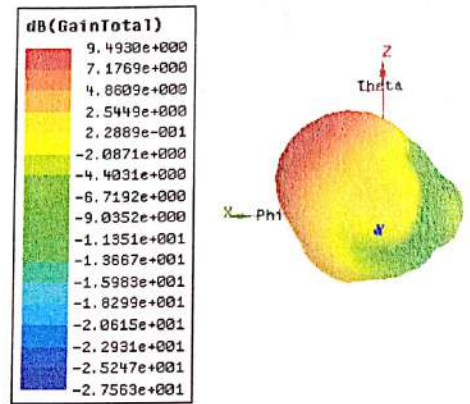 dB(GainTotal)
9.4930e+000
7.1769e+000
4.8609e+000
2.5449e+000
2.2889e-001
-2.0871e+000
-4.4031e+000
-6.7192e+000
-9.0352e+000
-1.1351e+001
-1.3667e+001
-1.5983e+001
-1.8299e+001
-2.0615e+001
-2.2931e+001
-2.5247e+001
-2.7563e+001
Z
Theta
X
Phi